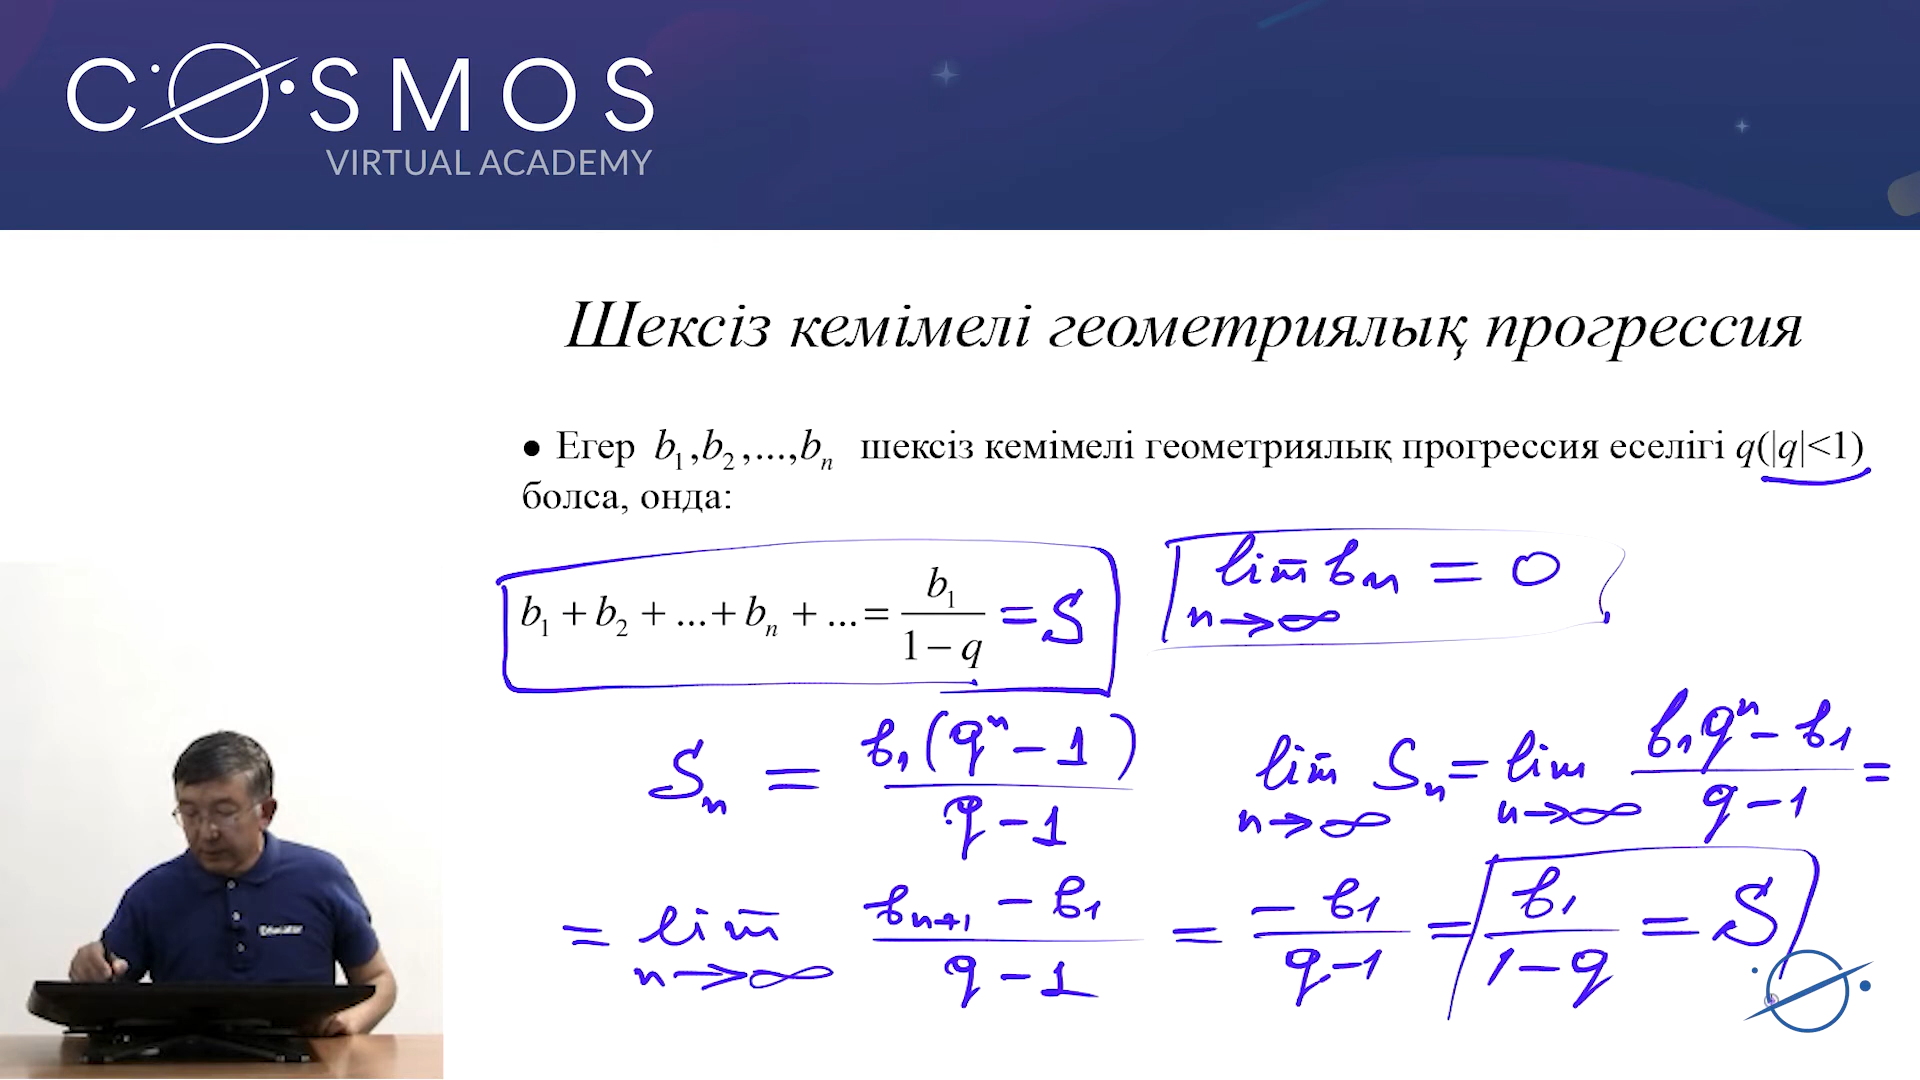 COSMOS
VIRTUAL ACADEMY
Шексіз кемімелі геометриялық прогрессия
• Егер b₁,b₂,...,bₙ шексіз кемімелі геометриялық прогрессия еселігі q(|q|<1)
болса, онда:
b₁ + b₂ + ... + bₙ + ... = b₁/(1 − q) = S
lim bₙ = 0
n→∞
Sₙ = b₁(qⁿ − 1)/(q − 1)
lim Sₙ = lim (b₁qⁿ − b₁)/(q − 1) =
n→∞ n→∞
= lim (bₙ₊₁ − b₁)/(q − 1) = −b₁/(q − 1) = b₁/(1 − q) = S
n→∞